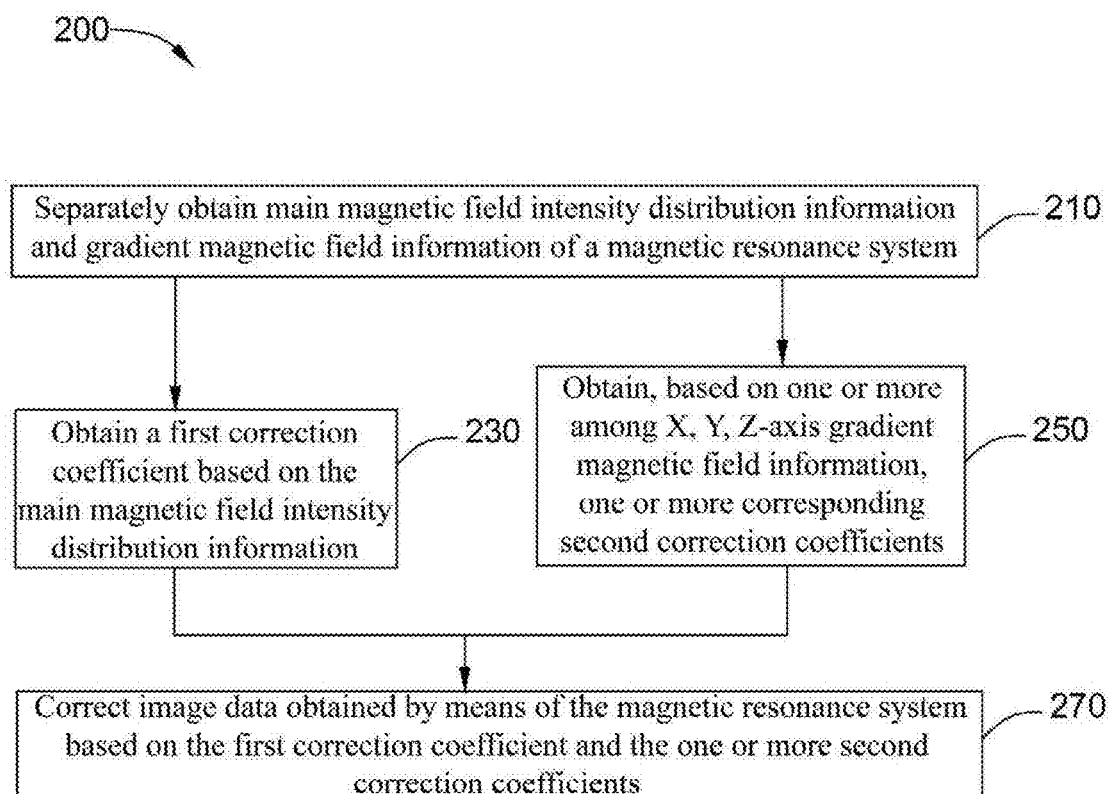 200
Separately obtain main magnetic field intensity distribution information
and gradient magnetic field information of a magnetic resonance system
210
Obtain a first correction
coefficient based on the
main magnetic field intensity
distribution information
230
Obtain, based on one or more
among X, Y, Z-axis gradient
magnetic field information,
one or more corresponding
second correction coefficients
250
Correct image data obtained by means of the magnetic resonance system
based on the first correction coefficient and the one or more second
correction coefficients
270